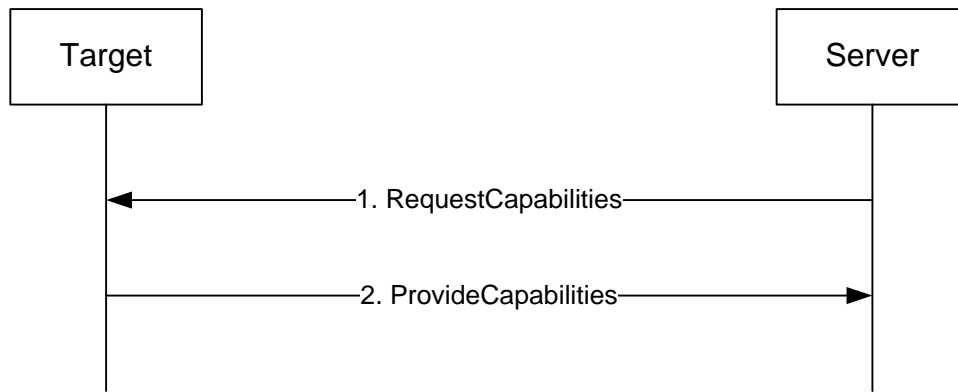 Target
Server
1. RequestCapabilities
2. ProvideCapabilities